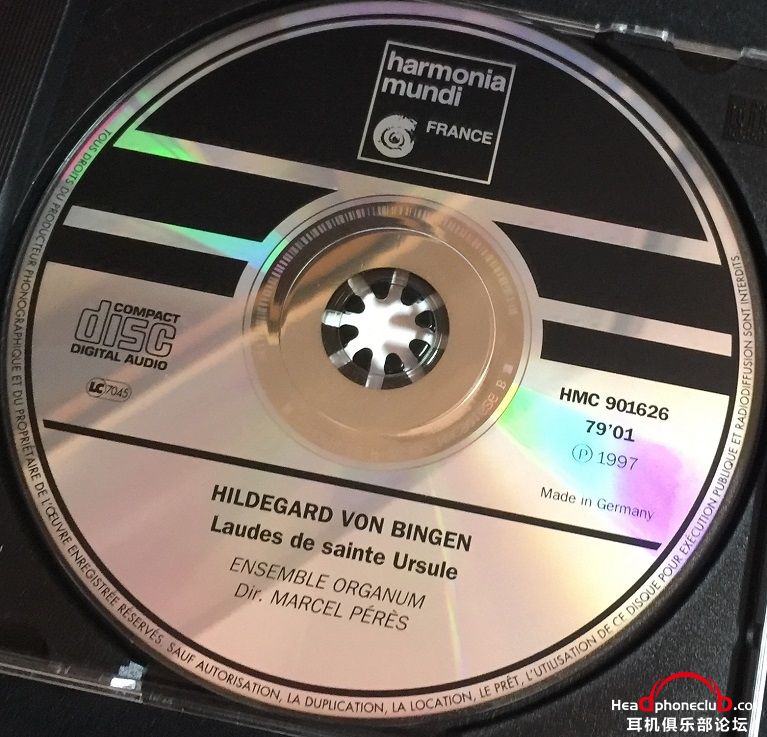 harmonia
mundi
FRANCE
COMPACT
disc
DIGITAL AUDIO
LC 7045
HMC 901626
79'01
℗ 1997
Made in Germany
HILDEGARD VON BINGEN
Laudes de sainte Ursule
ENSEMBLE ORGANUM
Dir. MARCEL PÉRÈS
TOUS DROITS DU PRODUCTEUR PHONOGRAPHIQUE ET DU PROPRIÉTAIRE DE L'ŒUVRE ENREGISTRÉE RÉSERVÉS. SAUF AUTORISATION, LA DUPLICATION, LA LOCATION, LE PRÊT, L'UTILISATION DE CE DISQUE POUR EXÉCUTION PUBLIQUE ET RADIODIFFUSION SONT INTERDITS.
Headphoneclub.com
耳机俱乐部论坛